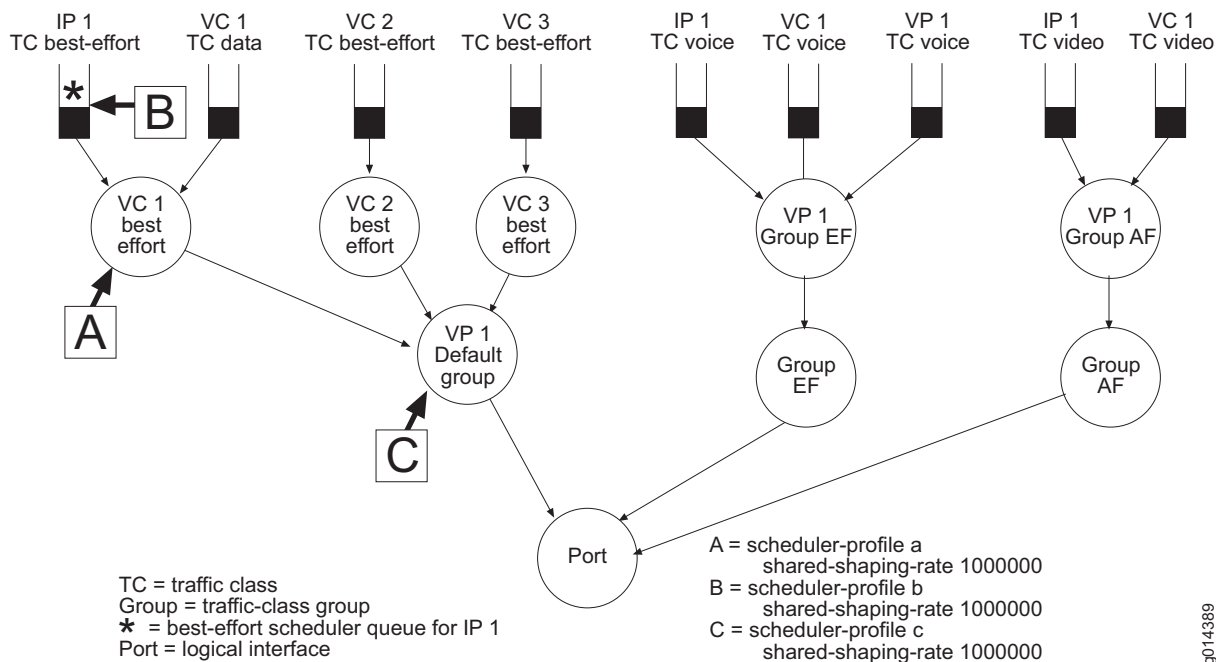 IP 1
TC best-effort
VC 1
TC data
VC 2
TC best-effort
VC 3
TC best-effort
IP 1
TC voice
VC 1
TC voice
VP 1
TC voice
IP 1
TC video
VC 1
TC video
*
B
VC 1
best
effort
VC 2
best
effort
VC 3
best
effort
VP 1
Group EF
VP 1
Group AF
A
VP 1
Default
group
Group
EF
Group
AF
C
Port
TC = traffic class
Group = traffic-class group
* = best-effort scheduler queue for IP 1
Port = logical interface
A = scheduler-profile a
shared-shaping-rate 1000000
B = scheduler-profile b
shared-shaping-rate 1000000
C = scheduler-profile c
shared-shaping-rate 1000000
g014389